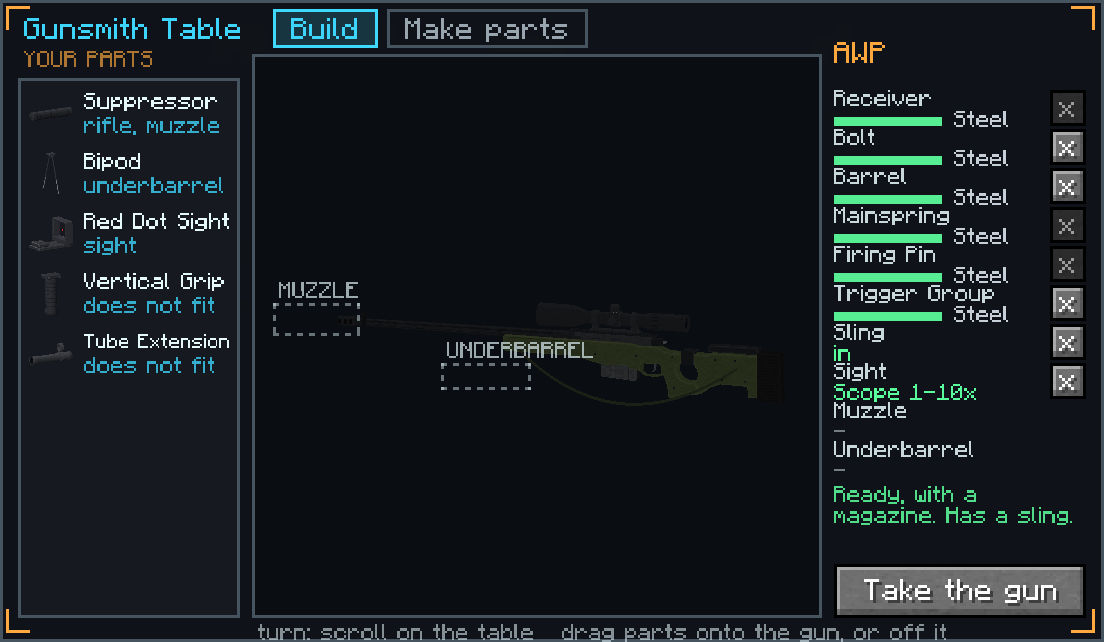 Gunsmith Table
Build
Make parts
YOUR PARTS
Suppressor
rifle, muzzle
Bipod
underbarrel
Red Dot Sight
sight
Vertical Grip
does not fit
Tube Extension
does not fit
MUZZLE
UNDERBARREL
AWP
Receiver
Steel
Bolt
Steel
Barrel
Steel
Mainspring
Steel
Firing Pin
Steel
Trigger Group
Steel
Sling
in
Sight
Scope 1-10x
Muzzle
—
Underbarrel
—
Ready, with a
magazine. Has a sling.
Take the gun
turn: scroll on the table drag parts onto the gun, or off it